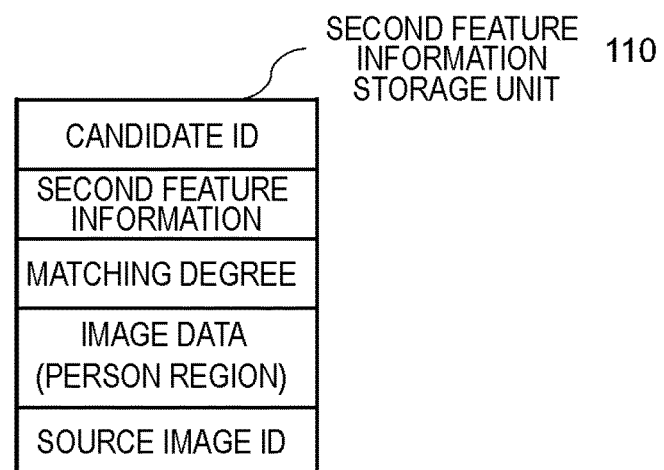 SECOND FEATURE
INFORMATION
STORAGE UNIT
110
CANDIDATE ID
SECOND FEATURE
INFORMATION
MATCHING DEGREE
IMAGE DATA
(PERSON REGION)
SOURCE IMAGE ID